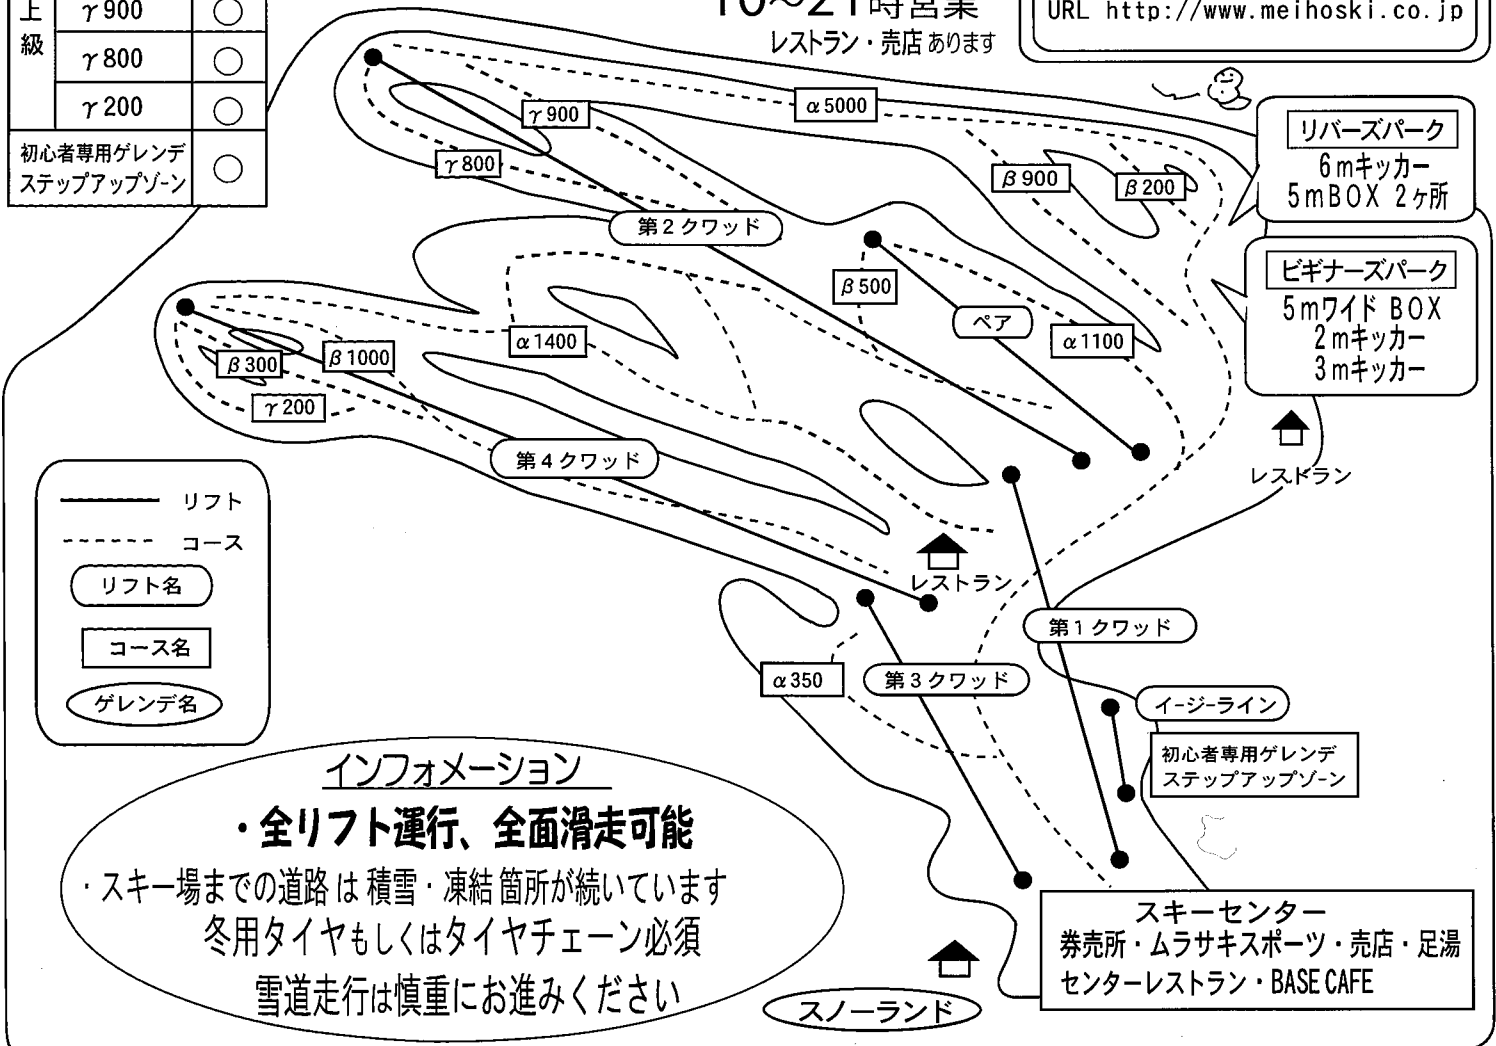 上級
γ900 ○
γ800 ○
γ200 ○
初心者専用ゲレンデ
ステップアップゾーン ○
10～21時営業
レストラン・売店あります
URL http://www.meihoski.co.jp
リバーズパーク
6mキッカー
5mBOX 2ヶ所
ビギナーズパーク
5mワイド BOX
2mキッカー
3mキッカー
α5000
γ900
γ800
β900
β200
第2クワッド
β500
ペア
α1100
α1400
β300
β1000
γ200
第4クワッド
レストラン
レストラン
リフト
コース
リフト名
コース名
ゲレンデ名
第1クワッド
α350
第3クワッド
イージーライン
初心者専用ゲレンデ
ステップアップゾーン
インフォメーション
・全リフト運行、全面滑走可能
・スキー場までの道路は積雪・凍結箇所が続いています
冬用タイヤもしくはタイヤチェーン必須
雪道走行は慎重にお進みください
スキーセンター
券売所・ムラサキスポーツ・売店・足湯
センターレストラン・BASE CAFE
スノーランド